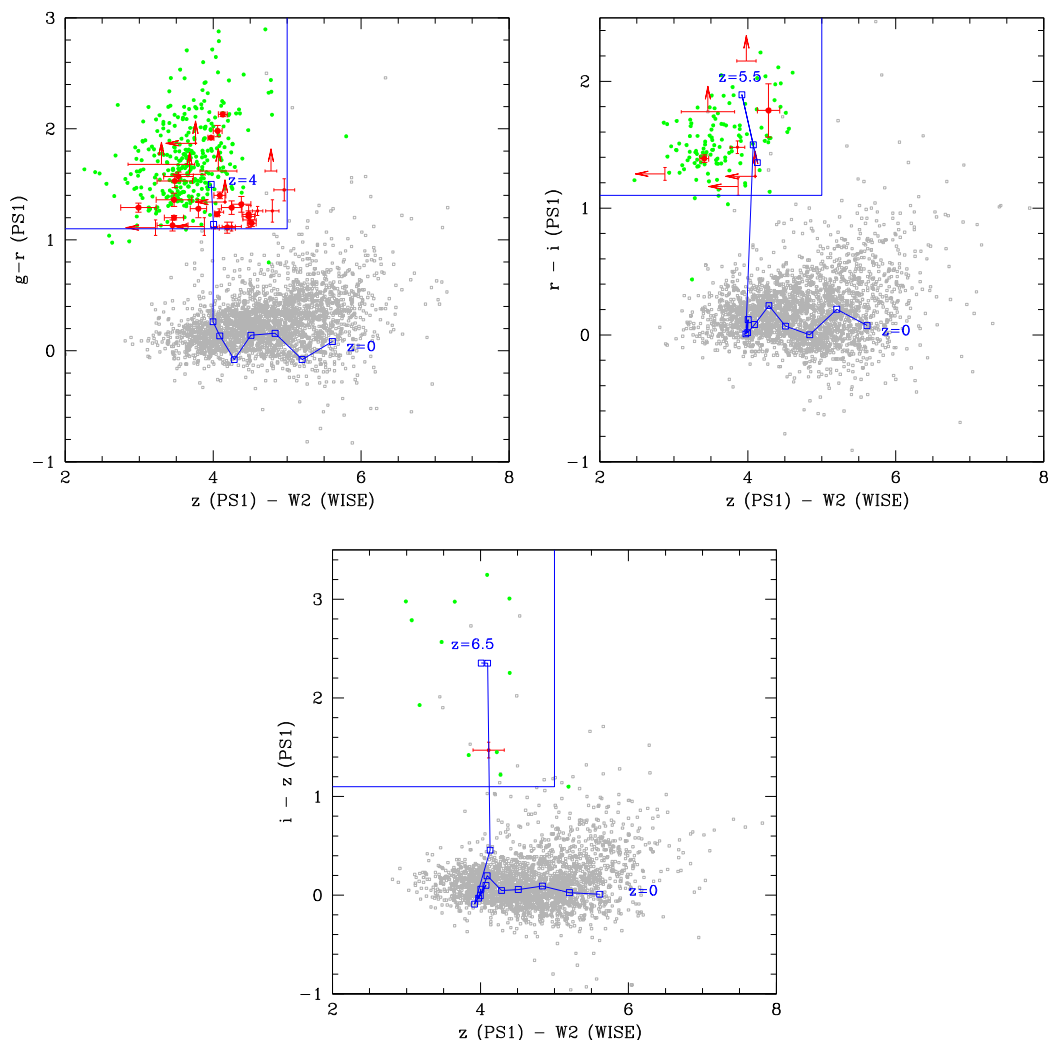 3
2
1
0
−1
g−r (PS1)
z=4
z=0
2
4
6
8
z (PS1) − W2 (WISE)
2
1
0
−1
r − i (PS1)
z=5.5
z=0
2
4
6
8
z (PS1) − W2 (WISE)
3
2
1
0
−1
i − z (PS1)
z=6.5
z=0
2
4
6
8
z (PS1) − W2 (WISE)